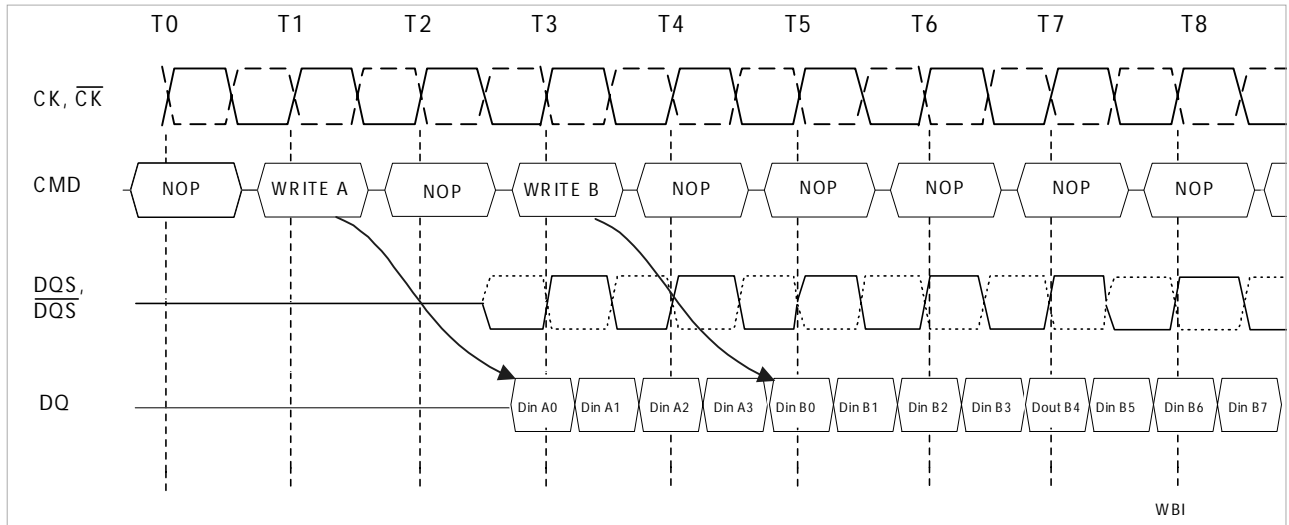 T0 T1 T2 T3 T4 T5 T6 T7 T8
CK, CK
CMD NOP WRITE A NOP WRITE B NOP NOP NOP NOP NOP
DQS,
DQS
DQ Din A0 Din A1 Din A2 Din A3 Din B0 Din B1 Din B2 Din B3 Dout B4 Din B5 Din B6 Din B7
WBI